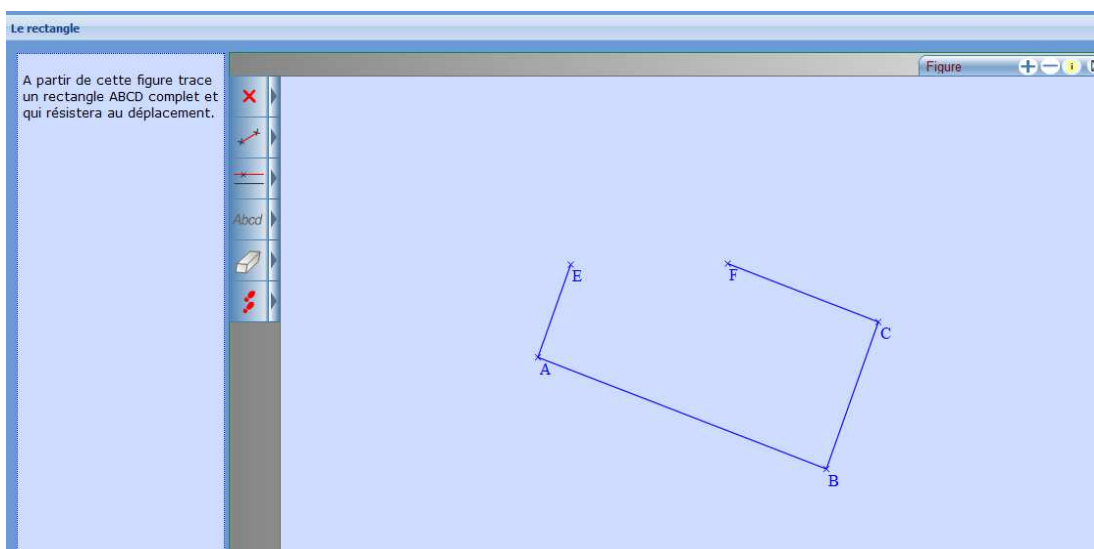 Le rectangle
A partir de cette figure trace
un rectangle ABCD complet et
qui résistera au déplacement.
Figure
i
Abcd
E
F
C
A
B